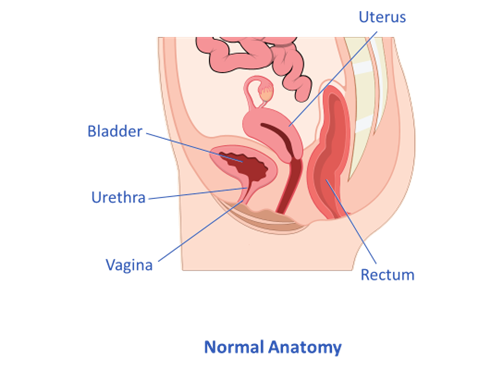 Uterus
Bladder
Urethra
Vagina
Rectum
Normal Anatomy